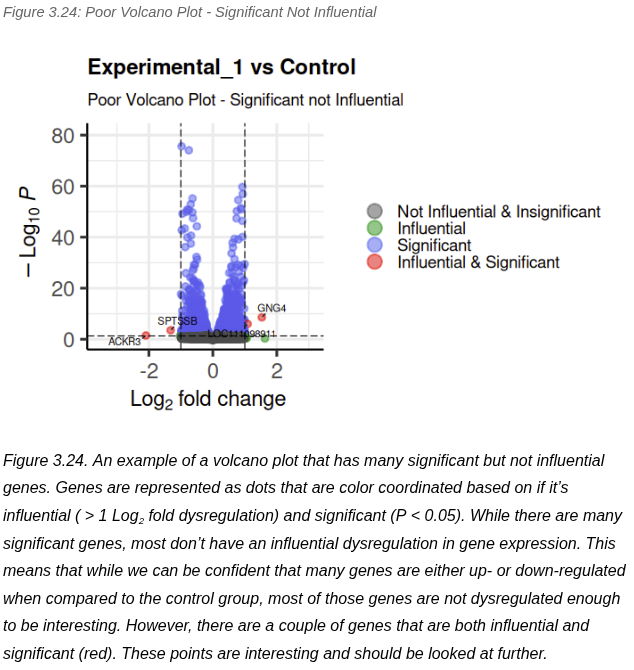 Figure 3.24: Poor Volcano Plot - Significant Not Influential
Experimental_1 vs Control
Poor Volcano Plot - Significant not Influential
80
60
40
20
0
− Log₁₀ P
GNG4
SPTSSB
LOC111098911
ACKR3
-2 0 2
Log₂ fold change
Not Influential & Insignificant
Influential
Significant
Influential & Significant
Figure 3.24. An example of a volcano plot that has many significant but not influential
genes. Genes are represented as dots that are color coordinated based on if it’s
influential ( > 1 Log₂ fold dysregulation) and significant (P < 0.05). While there are many
significant genes, most don’t have an influential dysregulation in gene expression. This
means that while we can be confident that many genes are either up- or down-regulated
when compared to the control group, most of those genes are not dysregulated enough
to be interesting. However, there are a couple of genes that are both influential and
significant (red). These points are interesting and should be looked at further.